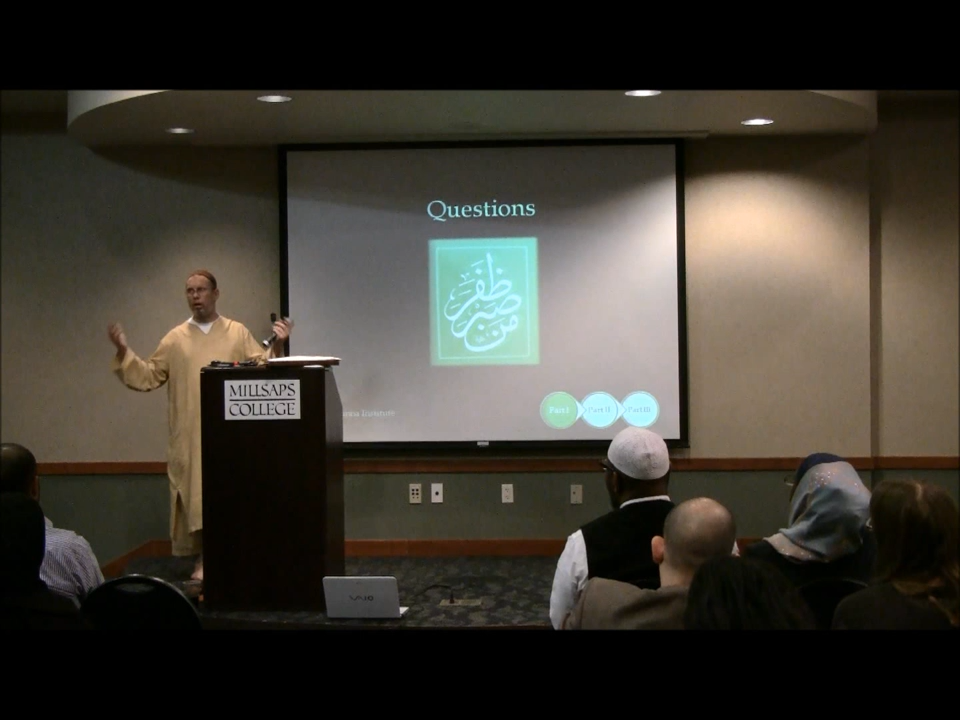 Questions
من صبر ظفر
MILLSAPS
COLLEGE
Part I
Part II
Part III
VAIO